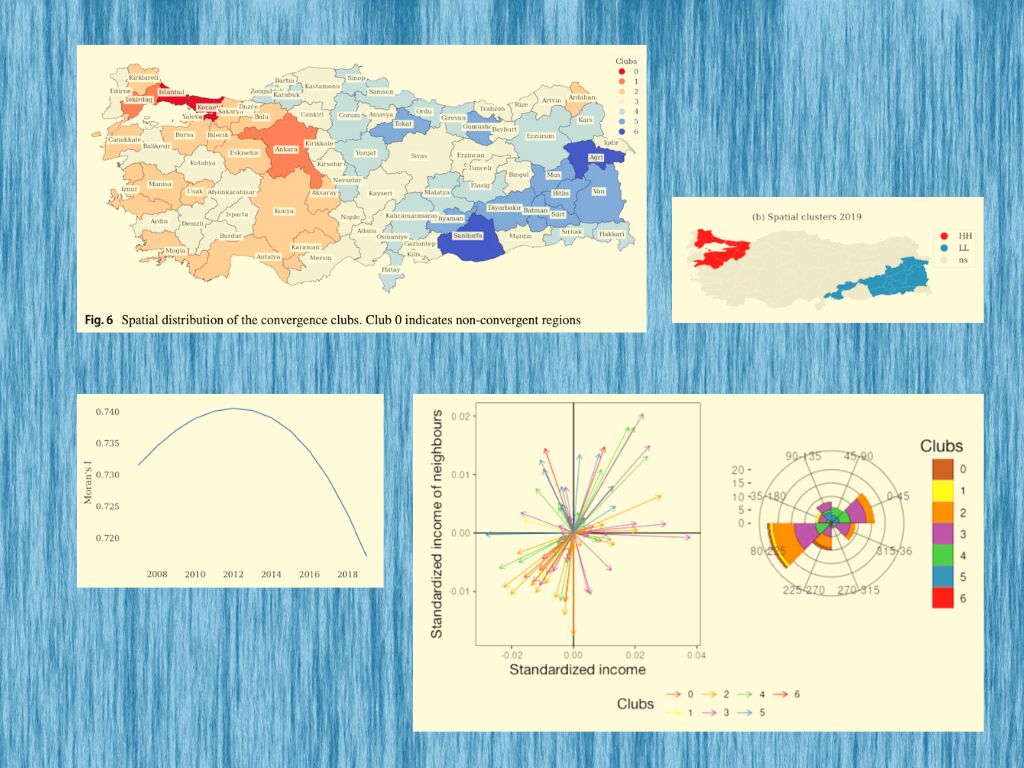 Clubs
0
1
2
3
4
5
6
Kirklareli
Edirne
Tekirdag
Istanbul
Kocaeli
Yalova
Sakarya
Duzce
Bolu
Zongul
Bartin
Karabuk
Kastamonu
Sinop
Samsun
Cankiri
Corum
Amasya
Tokat
Ordu
Giresun
Gumush
Trabzon
Bayburt
Rize
Artvin
Ardahan
Kars
Igdir
Agri
Erzurum
Canakkale
Balikesir
Bursa
Bilecik
Eskisehir
Ankara
Kirikkale
Kirsehir
Yozgat
Sivas
Erzincan
Tunceli
Bingol
Mus
Kutahya
Manisa
Izmir
Usak
Afyonkarahisar
Aksaray
Nevsehir
Kayseri
Malatya
Elazig
Bitlis
Van
Aydin
Denizli
Isparta
Konya
Nigde
Adana
Kahramanmaras
iyaman
Diyarbakir
Batman
Siirt
Mugla
Burdur
Antalya
Karaman
Mersin
Osmaniye
Gaziantep
Kilis
Hatay
Sanliurfa
Mardin
Sirnak
Hakkari
Fig. 6 Spatial distribution of the convergence clubs. Club 0 indicates non-convergent regions
(b) Spatial clusters 2019
HH
LL
ns
0.740
0.735
0.730
0.725
0.720
Moran's I
2008 2010 2012 2014 2016 2018
Standardized income of neighbours
0.02
0.01
0.00
-0.01
-0.02 0.00 0.02 0.04
Standardized income
Clubs
0 2 4 6
1 3 5
90-135 45-90
20
15
10
5
0
-35-180
0-45
80-225
315-36
225-270 270-315
Clubs
0
1
2
3
4
5
6